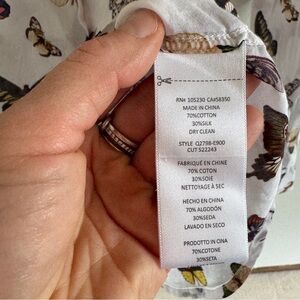 RN# 105230 CA#58350
MADE IN CHINA
70%COTTON
30%SILK
DRY CLEAN
STYLE Q2798-E900
CUT 522243
FABRIQUÉ EN CHINE
70% COTON
30%SOIE
NETTOYAGE À SEC
HECHO EN CHINA
70% ALGODÓN
30%SEDA
LAVADO EN SECO
PRODOTTO IN CINA
70%COTONE
30%SETA